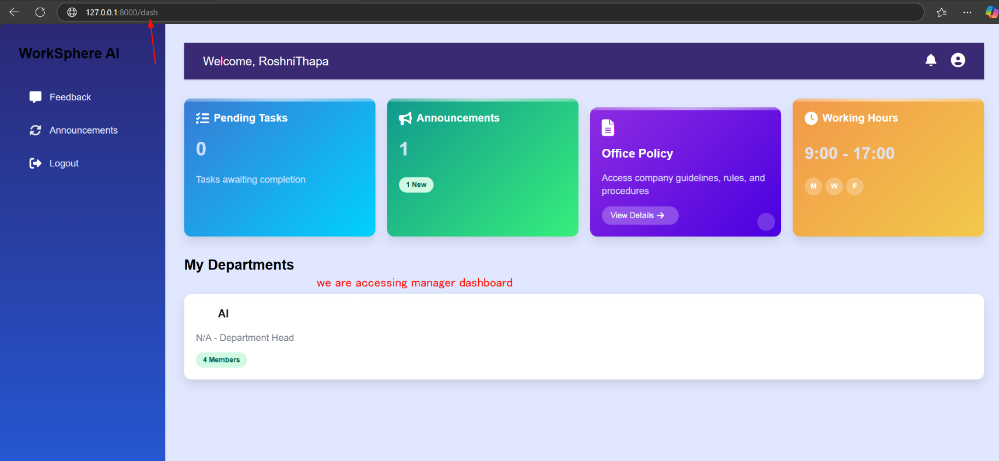 127.0.0.1:8000/dash
WorkSphere AI
Welcome, RoshniThapa
Feedback
Announcements
Logout
Pending Tasks
0
Tasks awaiting completion
Announcements
1
1 New
Office Policy
Access company guidelines, rules, and
procedures
View Details
Working Hours
9:00 - 17:00
M W F
My Departments
we are accessing manager dashboard
AI
N/A - Department Head
4 Members